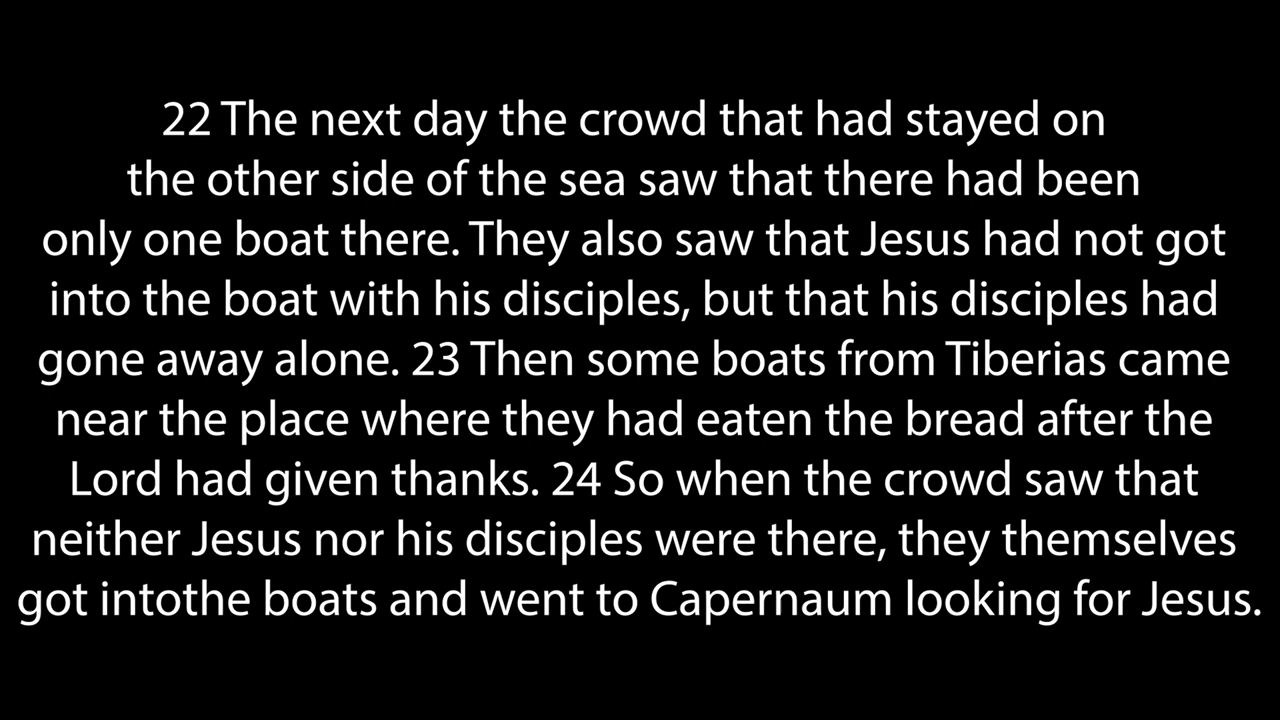 22 The next day the crowd that had stayed on
the other side of the sea saw that there had been
only one boat there. They also saw that Jesus had not got
into the boat with his disciples, but that his disciples had
gone away alone. 23 Then some boats from Tiberias came
near the place where they had eaten the bread after the
Lord had given thanks. 24 So when the crowd saw that
neither Jesus nor his disciples were there, they themselves
got intothe boats and went to Capernaum looking for Jesus.